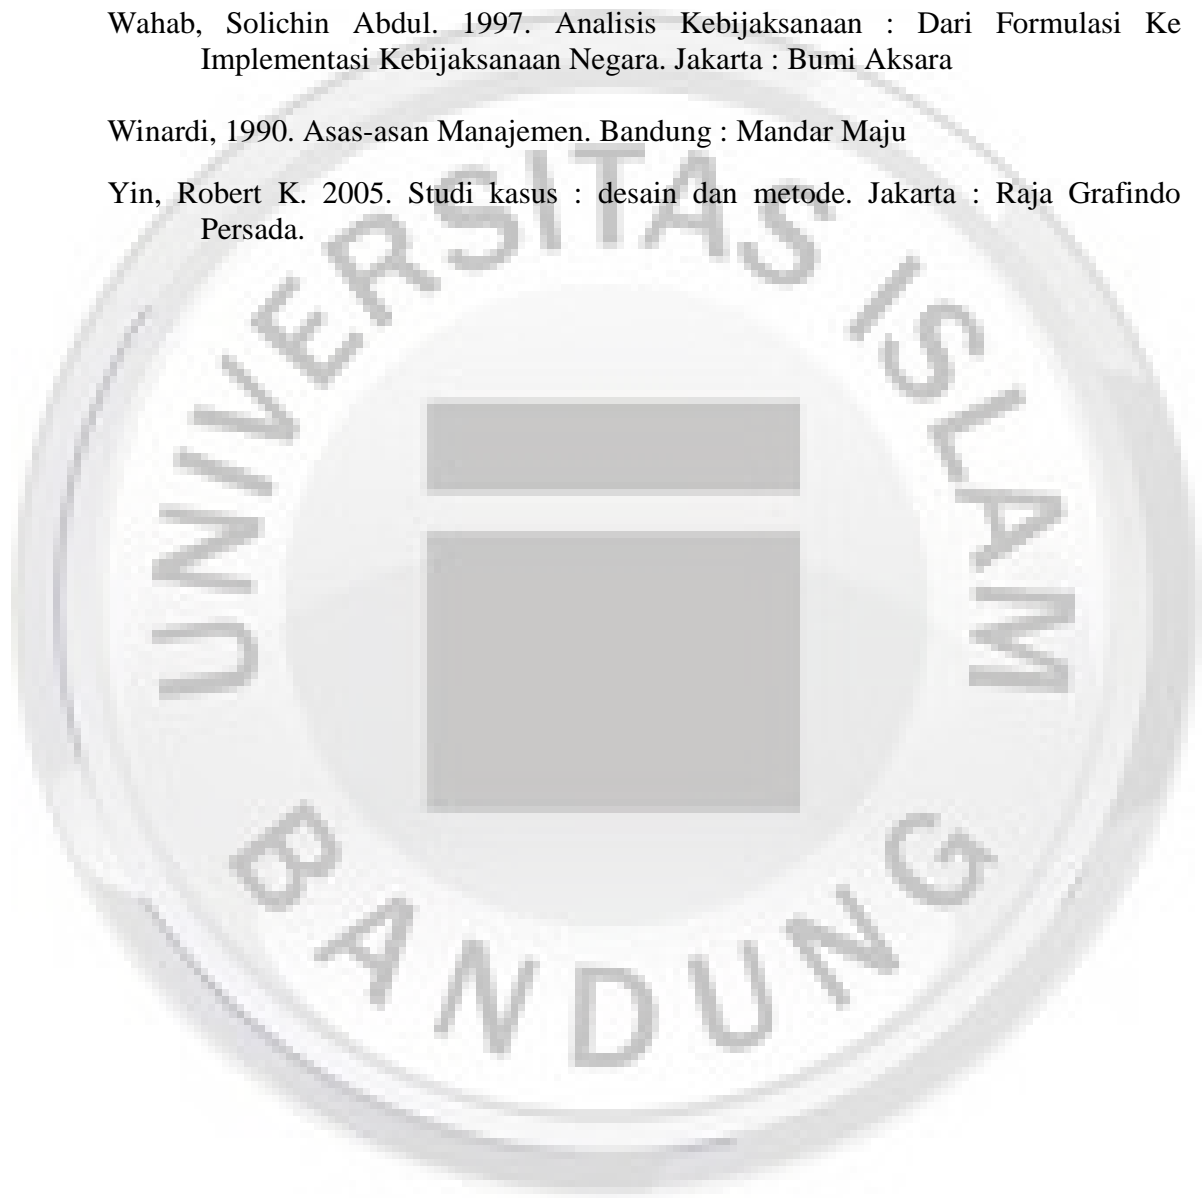 Wahab, Solichin Abdul. 1997. Analisis Kebijaksanaan : Dari Formulasi Ke
Implementasi Kebijaksanaan Negara. Jakarta : Bumi Aksara
Winardi, 1990. Asas-asan Manajemen. Bandung : Mandar Maju
Yin, Robert K. 2005. Studi kasus : desain dan metode. Jakarta : Raja Grafindo
Persada.
UNIVERSITAS ISLAM
BANDUNG